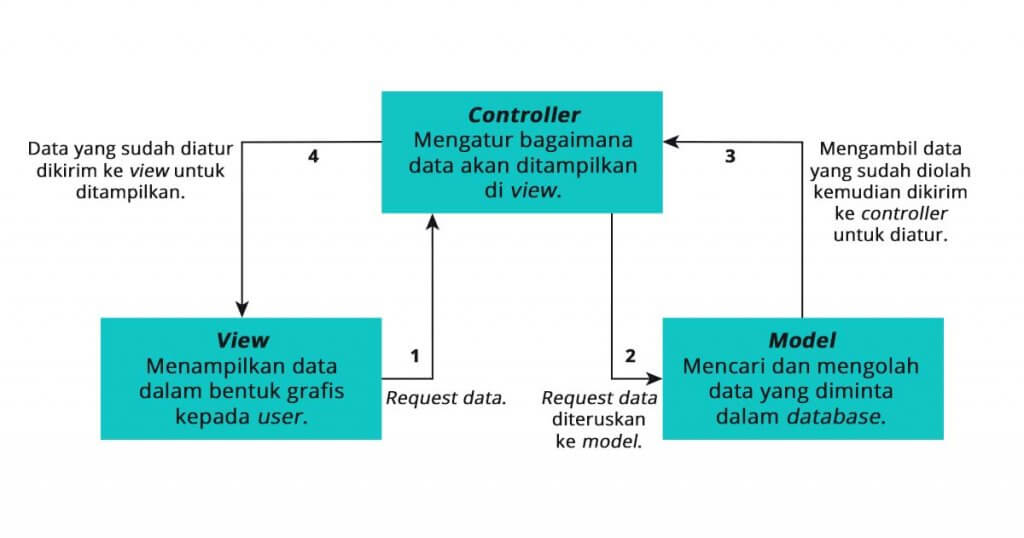 Controller
Mengatur bagaimana
data akan ditampilkan
di view.
Data yang sudah diatur
dikirim ke view untuk
ditampilkan.
4
3
Mengambil data
yang sudah diolah
kemudian dikirim
ke controller
untuk diatur.
View
Menampilkan data
dalam bentuk grafis
kepada user.
1
Request data.
2
Request data
diteruskan
ke model.
Model
Mencari dan mengolah
data yang diminta
dalam database.